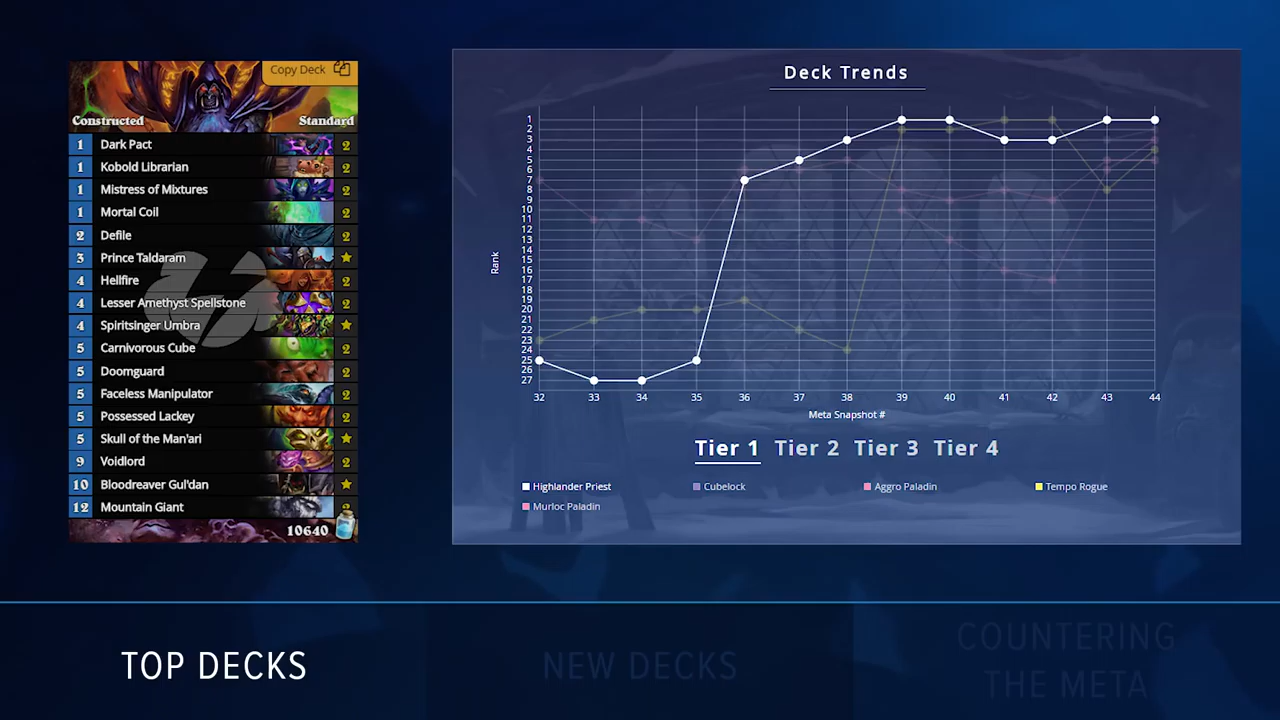 Copy Deck
Constructed Standard
1 Dark Pact 2
1 Kobold Librarian 2
1 Mistress of Mixtures 2
1 Mortal Coil 2
2 Defile 2
3 Prince Taldaram
4 Hellfire 2
4 Lesser Amethyst Spellstone 2
4 Spiritsinger Umbra
5 Carnivorous Cube 2
5 Doomguard 2
5 Faceless Manipulator 2
5 Possessed Lackey 2
5 Skull of the Man'ari
9 Voidlord 2
10 Bloodreaver Gul'dan
12 Mountain Giant 2
10640
Deck Trends
Rank
1
2
3
4
5
6
7
8
9
10
11
12
13
14
15
16
17
18
19
20
21
22
23
24
25
26
27
32 33 34 35 36 37 38 39 40 41 42 43 44
Meta Snapshot #
Tier 1 Tier 2 Tier 3 Tier 4
Highlander Priest Cubelock Aggro Paladin Tempo Rogue
Murloc Paladin
TOP DECKS
NEW DECKS
COUNTERING
THE META